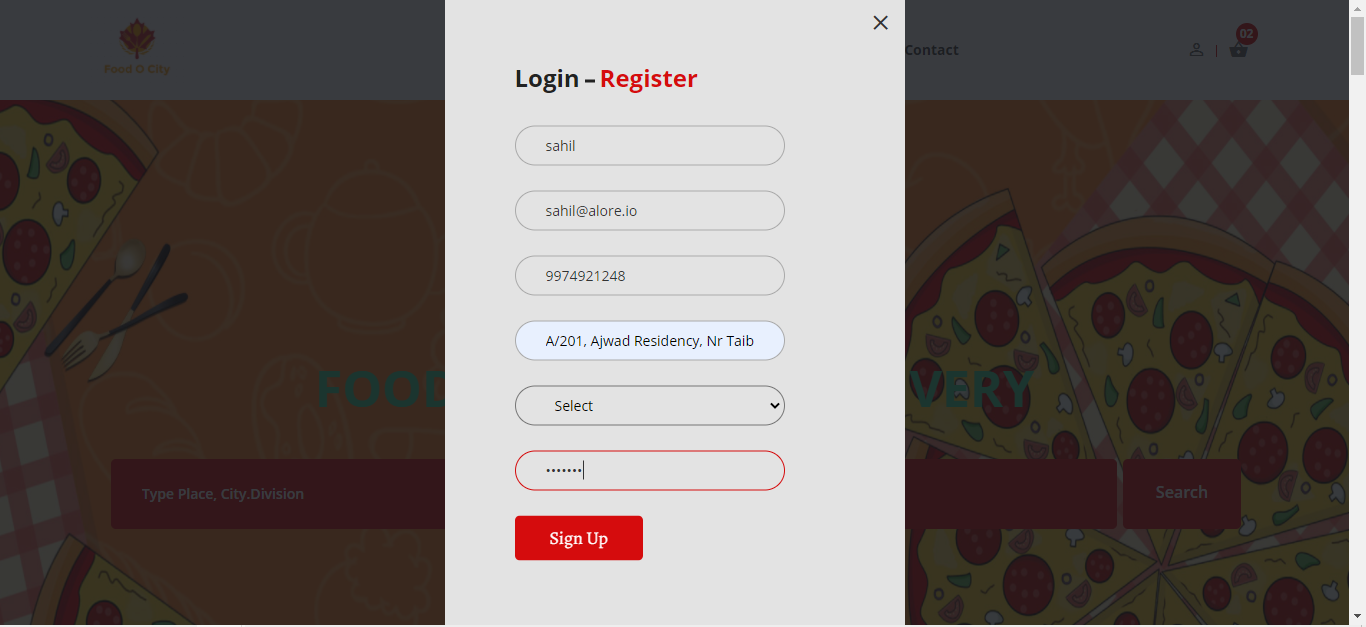 Food O City
Contact
02
Login – Register
sahil
sahil@alore.io
9974921248
A/201, Ajwad Residency, Nr Taib
Select
•••••••
FOOD
VERY
Type Place, City.Division
Search
Sign Up